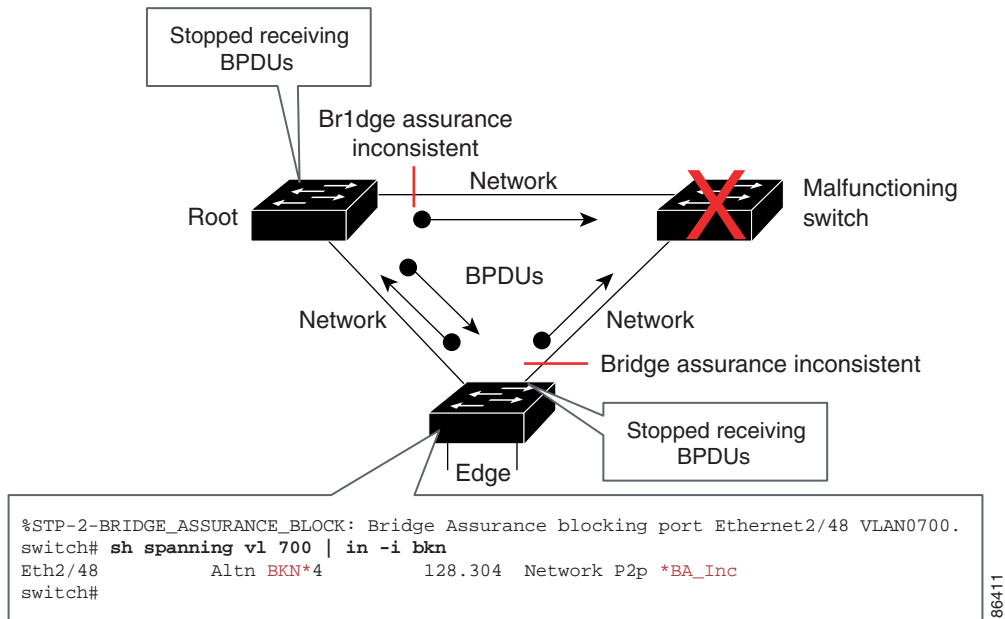 Stopped receiving
BPDUs
Br1dge assurance
inconsistent
Network
Root
Malfunctioning
switch
BPDUs
Network
Network
Bridge assurance inconsistent
Stopped receiving
BPDUs
Edge
%STP-2-BRIDGE_ASSURANCE_BLOCK: Bridge Assurance blocking port Ethernet2/48 VLAN0700.
switch# sh spanning vl 700 | in -i bkn
Eth2/48 Altn BKN*4 128.304 Network P2p *BA_Inc
switch#
86411